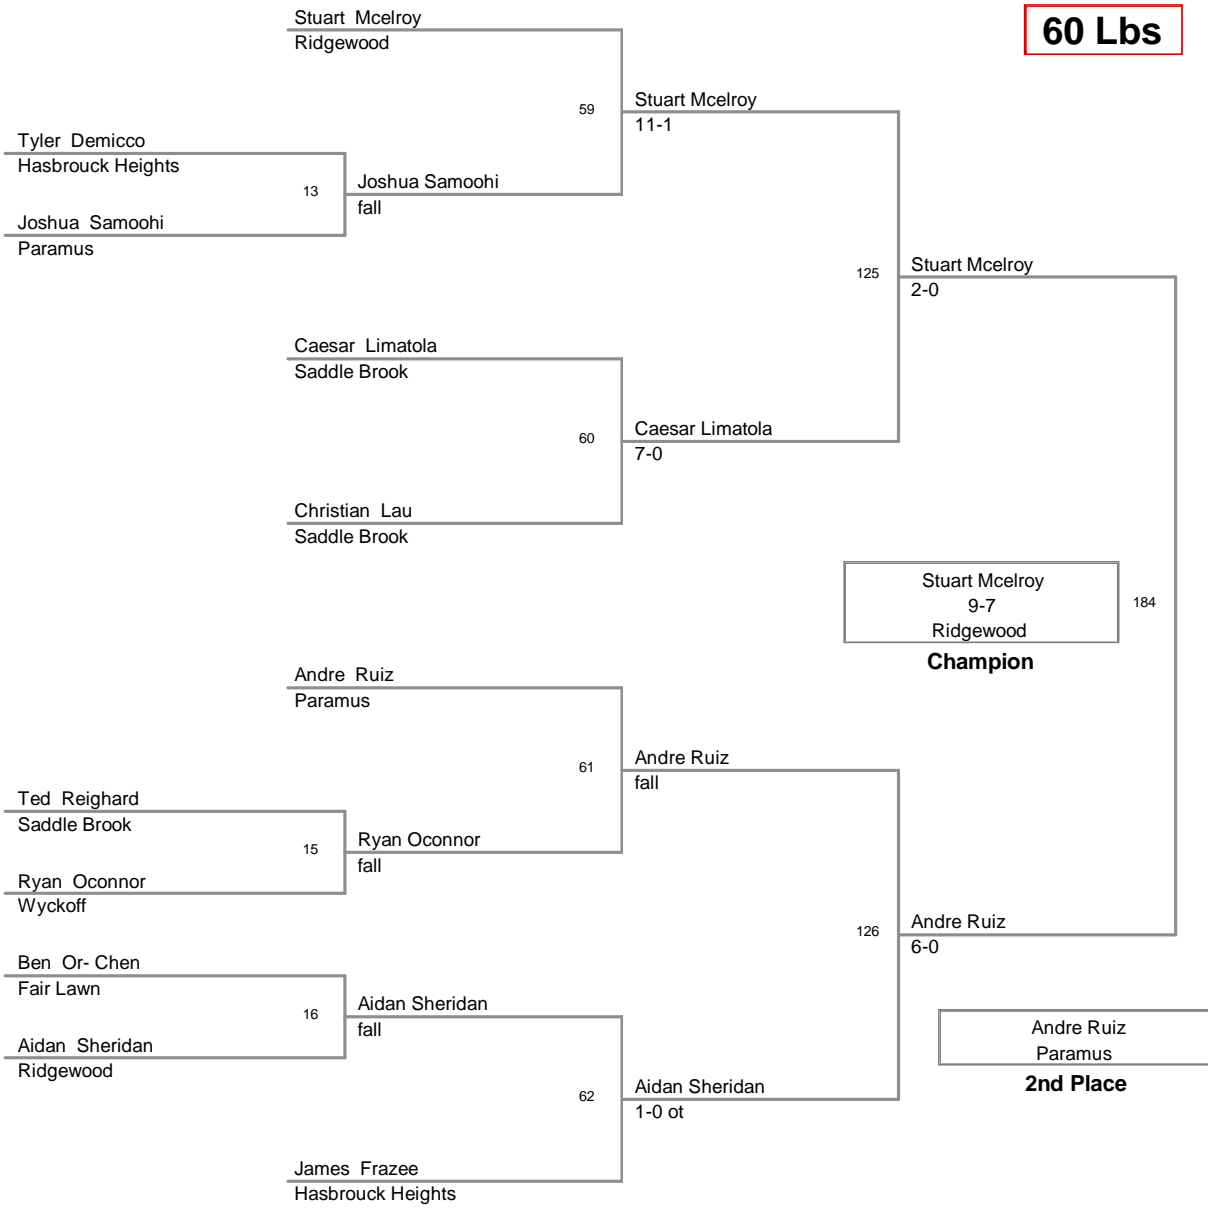 Stuart Mcelroy
Ridgewood
60 Lbs
59
Stuart Mcelroy
11-1
Tyler Demicco
Hasbrouck Heights
13
Joshua Samoohi
fall
Joshua Samoohi
Paramus
125
Stuart Mcelroy
2-0
Caesar Limatola
Saddle Brook
60
Caesar Limatola
7-0
Christian Lau
Saddle Brook
Stuart Mcelroy
9-7
Ridgewood
184
Champion
Andre Ruiz
Paramus
61
Andre Ruiz
fall
Ted Reighard
Saddle Brook
15
Ryan Oconnor
fall
Ryan Oconnor
Wyckoff
126
Andre Ruiz
6-0
Ben Or- Chen
Fair Lawn
16
Aidan Sheridan
fall
Aidan Sheridan
Ridgewood
Andre Ruiz
Paramus
2nd Place
62
Aidan Sheridan
1-0 ot
James Frazee
Hasbrouck Heights